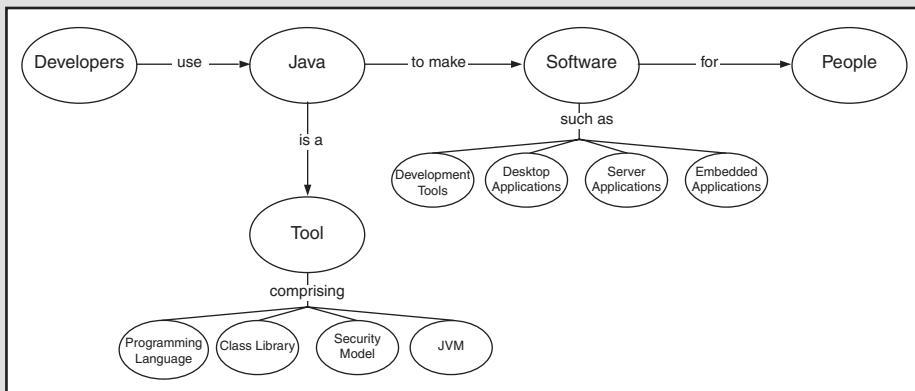 Developers use Java to make Software for People
such as
is a
Development
Tools
Desktop
Applications
Server
Applications
Embedded
Applications
Tool
comprising
Programming
Language
Class Library
Security
Model
JVM